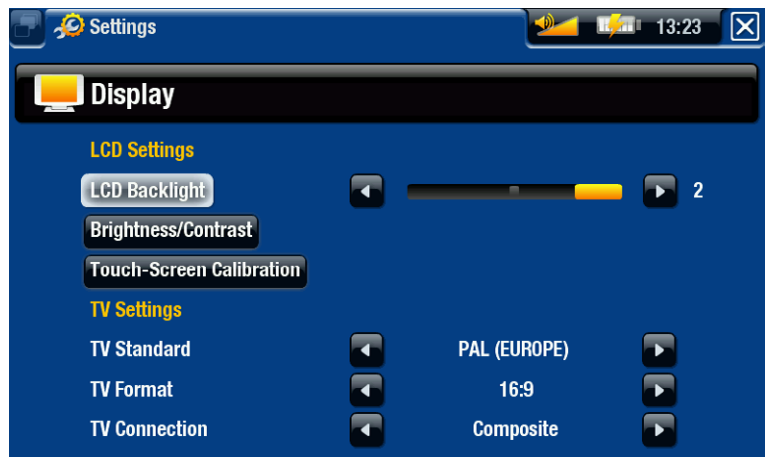 Settings 13:23
Display
LCD Settings
LCD Backlight 2
Brightness/Contrast
Touch-Screen Calibration
TV Settings
TV Standard PAL (EUROPE)
TV Format 16:9
TV Connection Composite